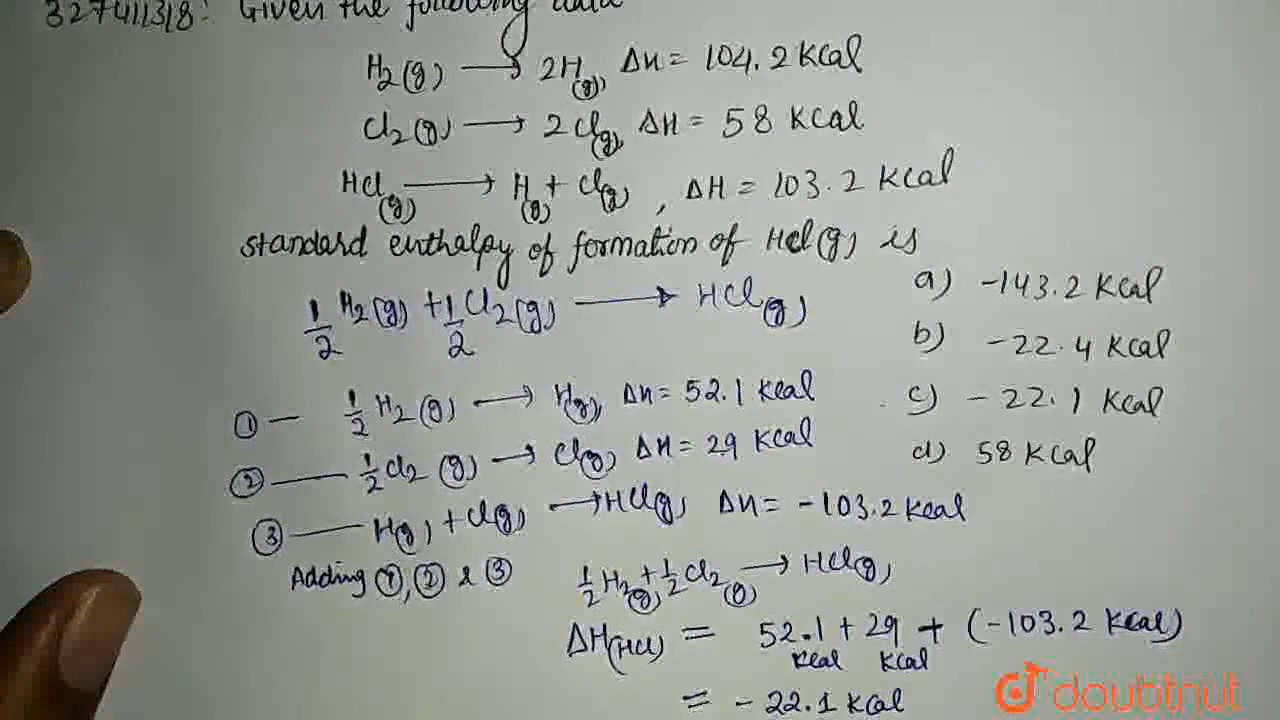 327411318: Given the following data
H2(g) → 2H(g), ΔH = 104.2 Kcal
Cl2(g) → 2Cl(g), ΔH = 58 Kcal
HCl(g) → H(g) + Cl(g), ΔH = 103.2 Kcal
standard enthalpy of formation of HCl(g) is
1/2 H2(g) + 1/2 Cl2(g) → HCl(g)
a) -143.2 Kcal
b) -22.4 Kcal
c) -22.1 Kcal
d) 58 Kcal
① — 1/2 H2(g) → H(g), ΔH = 52.1 Kcal
② — 1/2 Cl2(g) → Cl(g), ΔH = 29 Kcal
③ — H(g) + Cl(g) → HCl(g), ΔH = -103.2 Kcal
Adding ①, ② & ③ 1/2 H2(g) + 1/2 Cl2(g) → HCl(g),
ΔH(HCl) = 52.1 Kcal + 29 Kcal + (-103.2 Kcal)
= -22.1 Kcal
doubtnut